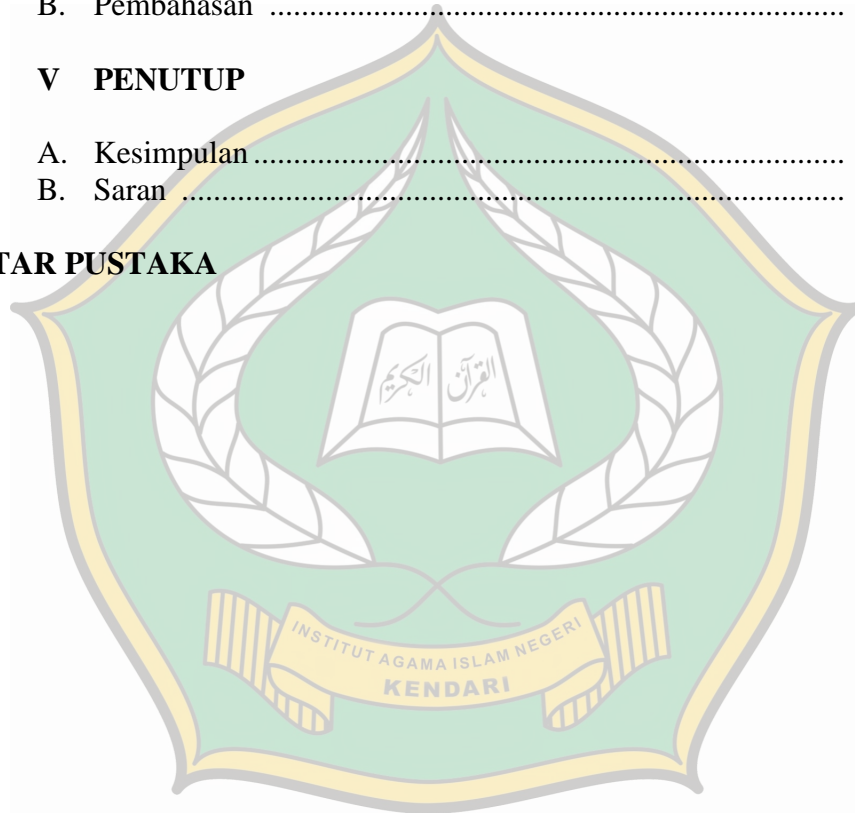 B. Pembahasan ..........................................................................
V PENUTUP
A. Kesimpulan ..........................................................................
B. Saran ..........................................................................
TAR PUSTAKA
القرآن الكريم
INSTITUT AGAMA ISLAM NEGERI
KENDARI